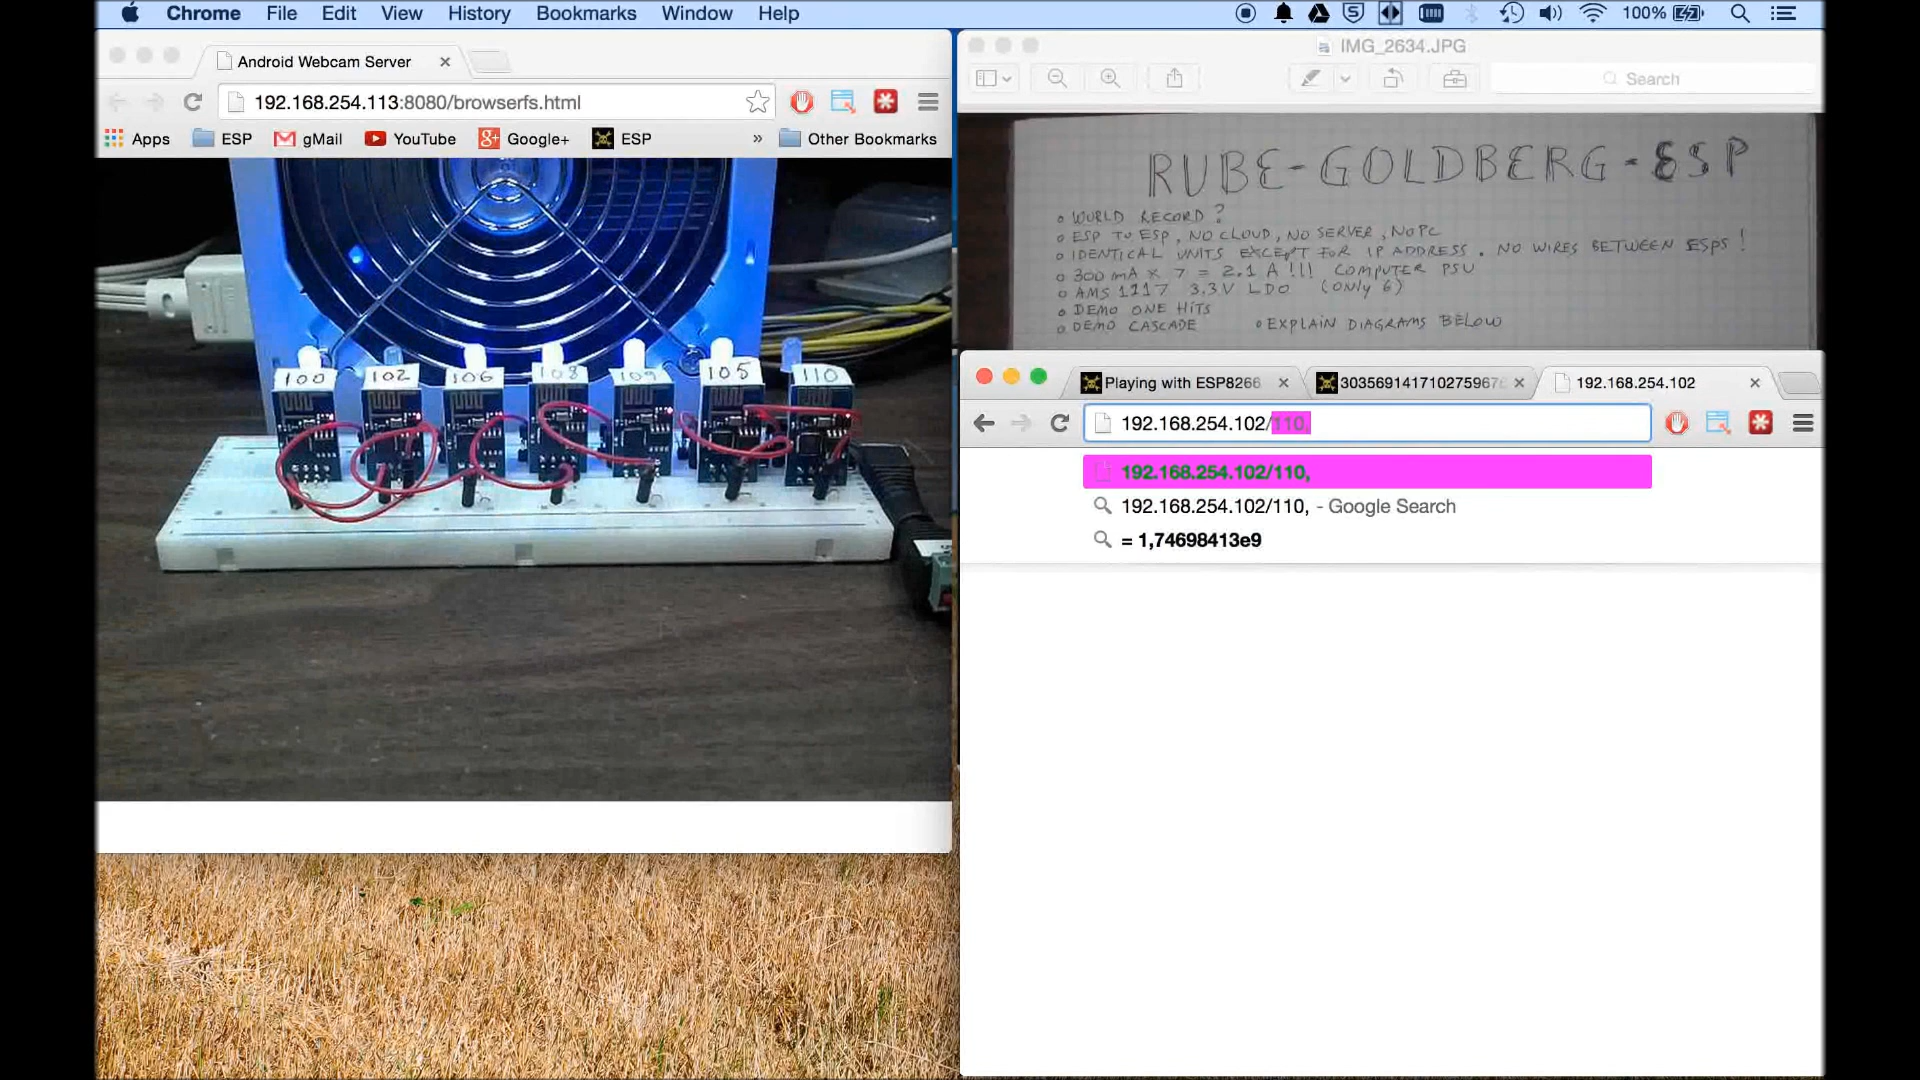 Chrome File Edit View History Bookmarks Window Help
100%
Android Webcam Server
192.168.254.113:8080/browserfs.html
Apps ESP gMail YouTube Google+ ESP » Other Bookmarks
100 102 106 108 109 105 110
IMG_2634.JPG
Search
RUBE-GOLDBERG-ESP
WORLD RECORD ?
ESP TO ESP, NO CLOUD, NO SERVER, NO PC
IDENTICAL UNITS EXCEPT FOR IP ADDRESS. NO WIRES BETWEEN ESPS !
300 mA x 7 = 2.1 A !!! COMPUTER PSU
AMS 1217 3.3V LDO (ONLY 6)
DEMO ONE HITS
DEMO CASCADE EXPLAIN DIAGRAMS BELOW
Playing with ESP8266
192.168.254.102
192.168.254.102/110,
192.168.254.102/110,
192.168.254.102/110, - Google Search
= 1,74698413e9